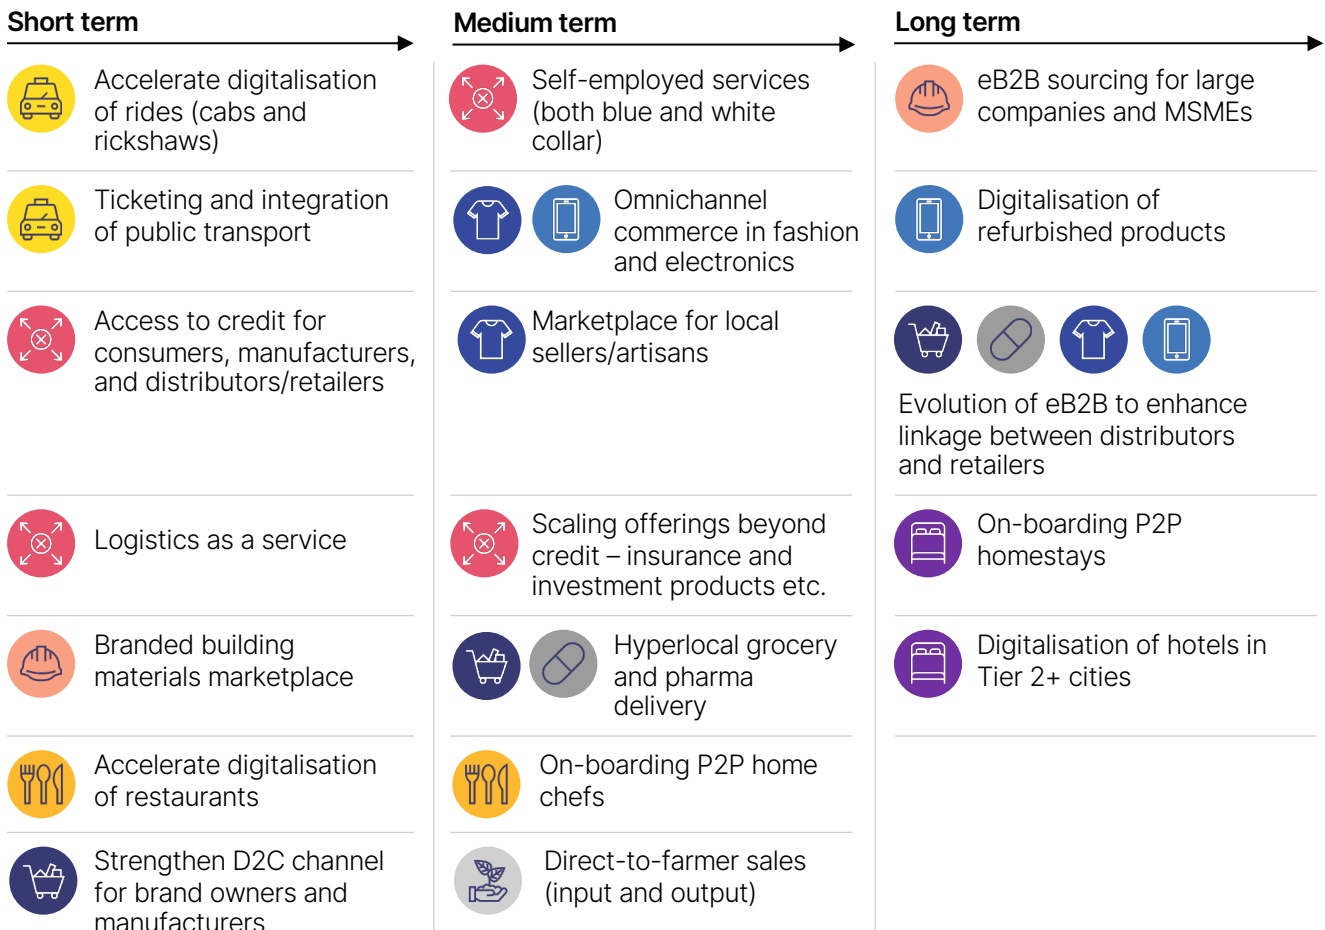 Short term
Accelerate digitalisation
of rides (cabs and
rickshaws)
Ticketing and integration
of public transport
Access to credit for
consumers, manufacturers,
and distributors/retailers
Logistics as a service
Branded building
materials marketplace
Accelerate digitalisation
of restaurants
Strengthen D2C channel
for brand owners and
manufacturers
Medium term
Self-employed services
(both blue and white
collar)
Omnichannel
commerce in fashion
and electronics
Marketplace for local
sellers/artisans
Scaling offerings beyond
credit – insurance and
investment products etc.
Hyperlocal grocery
and pharma
delivery
On-boarding P2P home
chefs
Direct-to-farmer sales
(input and output)
Long term
eB2B sourcing for large
companies and MSMEs
Digitalisation of
refurbished products
Evolution of eB2B to enhance
linkage between distributors
and retailers
On-boarding P2P
homestays
Digitalisation of hotels in
Tier 2+ cities